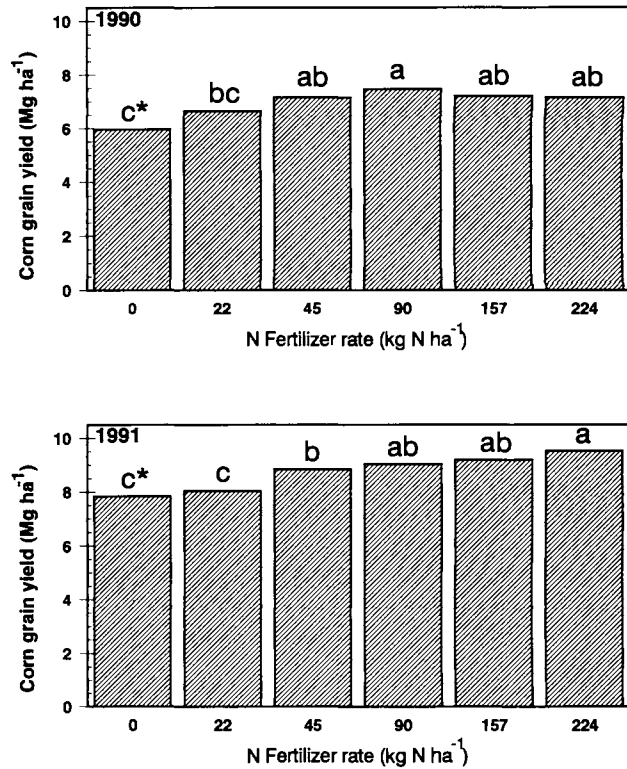 1990
10
8
6
4
2
0
Corn grain yield (Mg ha⁻¹)
c* bc ab a ab ab
0 22 45 90 157 224
N Fertilizer rate (kg N ha⁻¹)
1991
10
8
6
4
2
0
Corn grain yield (Mg ha⁻¹)
c* c b ab ab a
0 22 45 90 157 224
N Fertilizer rate (kg N ha⁻¹)